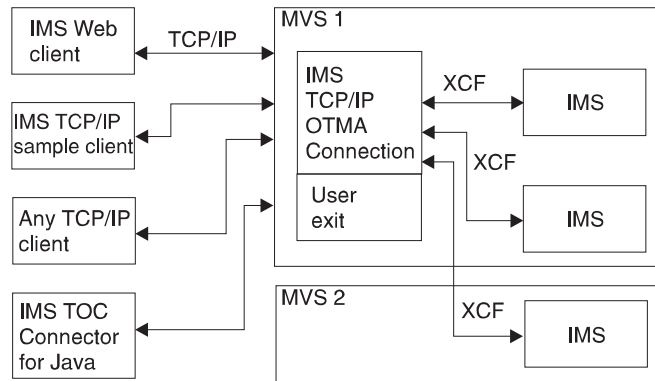 IMS Web
client
TCP/IP
IMS TCP/IP
sample client
Any TCP/IP
client
IMS TOC
Connector
for Java
MVS 1
IMS
TCP/IP
OTMA
Connection
User
exit
XCF
IMS
XCF
IMS
MVS 2
XCF
IMS